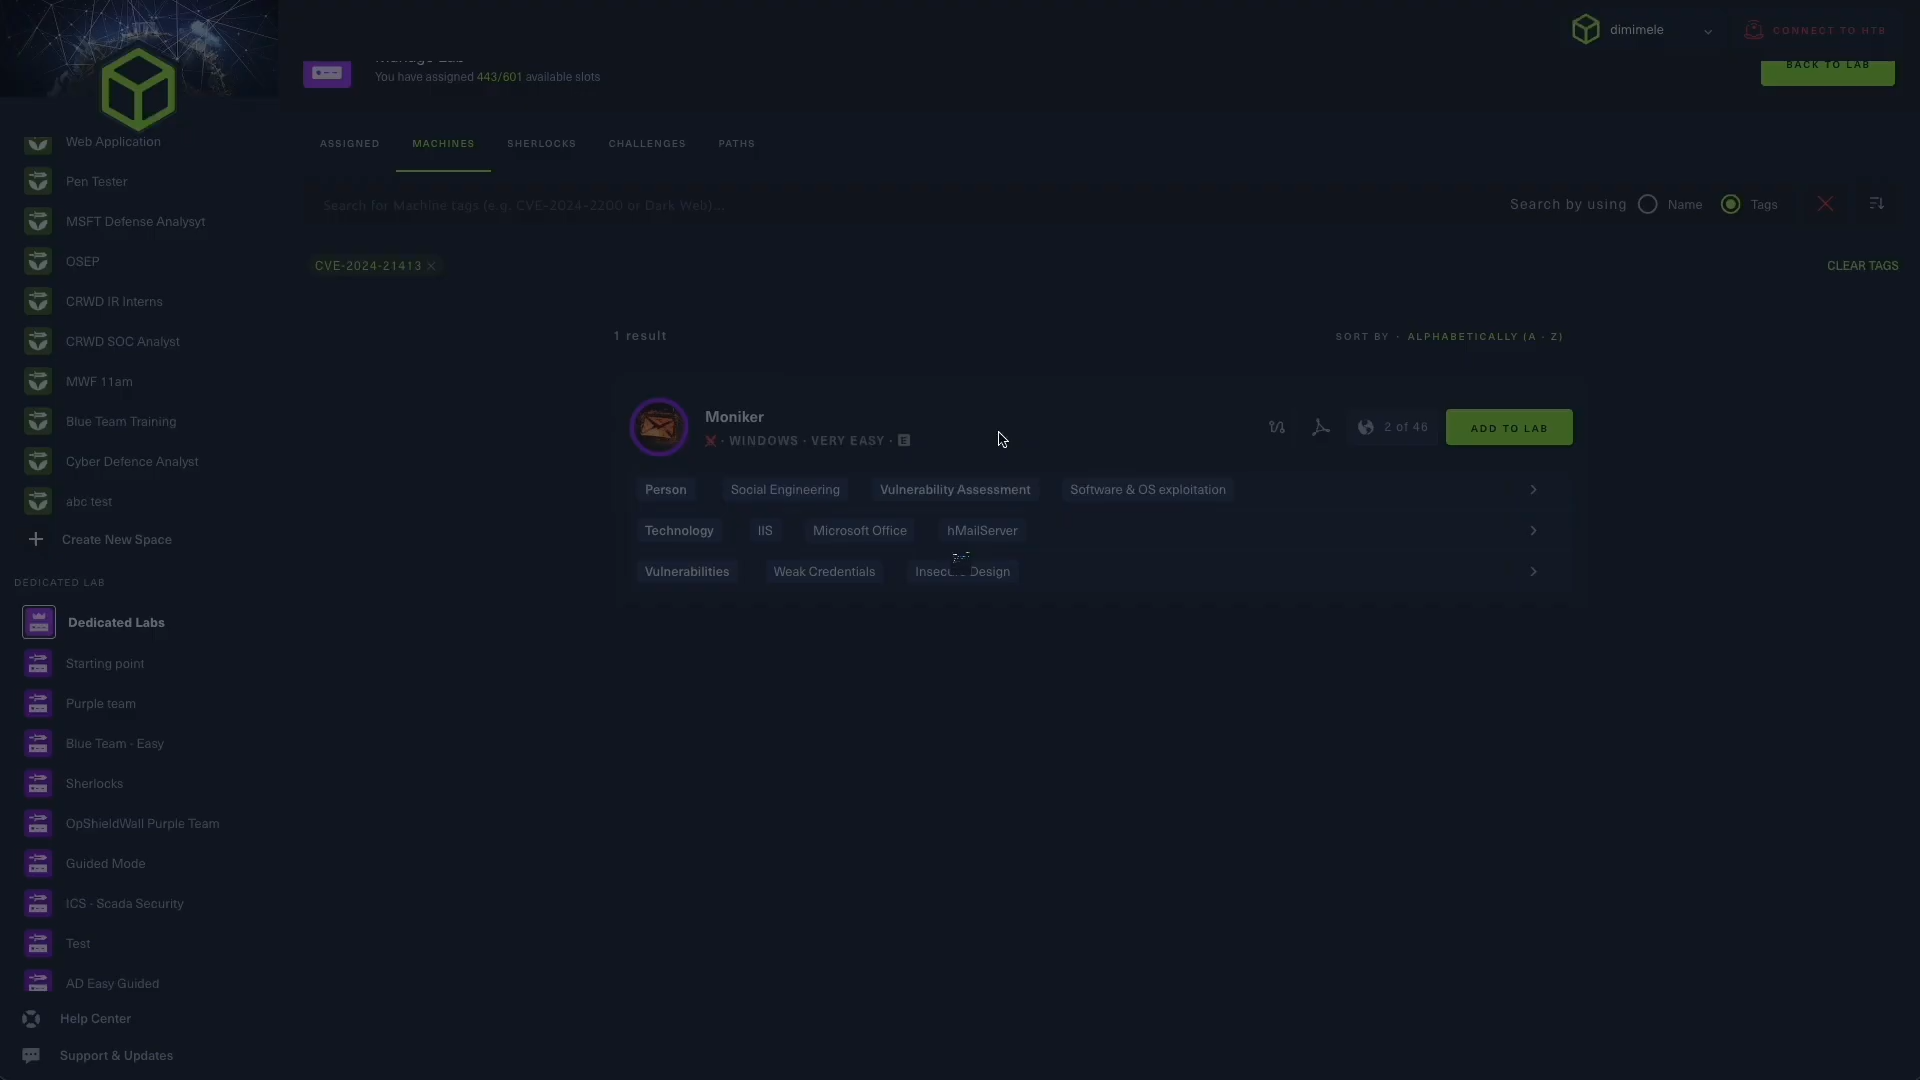 dimimele
CONNECT TO HTB
Manage Lab
You have assigned 443/601 available slots
BACK TO LAB
ASSIGNED MACHINES SHERLOCKS CHALLENGES PATHS
Search for Machine tags (e.g. CVE-2024-2200 or Dark Web)...
Search by using Name Tags
CVE-2024-21413
CLEAR TAGS
1 result
SORT BY · ALPHABETICALLY (A - Z)
Moniker
· WINDOWS · VERY EASY · E
2 of 46
ADD TO LAB
Person Social Engineering Vulnerability Assessment Software & OS exploitation
Technology IIS Microsoft Office hMailServer
Vulnerabilities Weak Credentials Insecure Design
Web Application
Pen Tester
MSFT Defense Analysyt
OSEP
CRWD IR Interns
CRWD SOC Analyst
MWF 11am
Blue Team Training
Cyber Defence Analyst
abc test
Create New Space
DEDICATED LAB
Dedicated Labs
Starting point
Purple team
Blue Team - Easy
Sherlocks
OpShieldWall Purple Team
Guided Mode
ICS - Scada Security
Test
AD Easy Guided
Help Center
Support & Updates